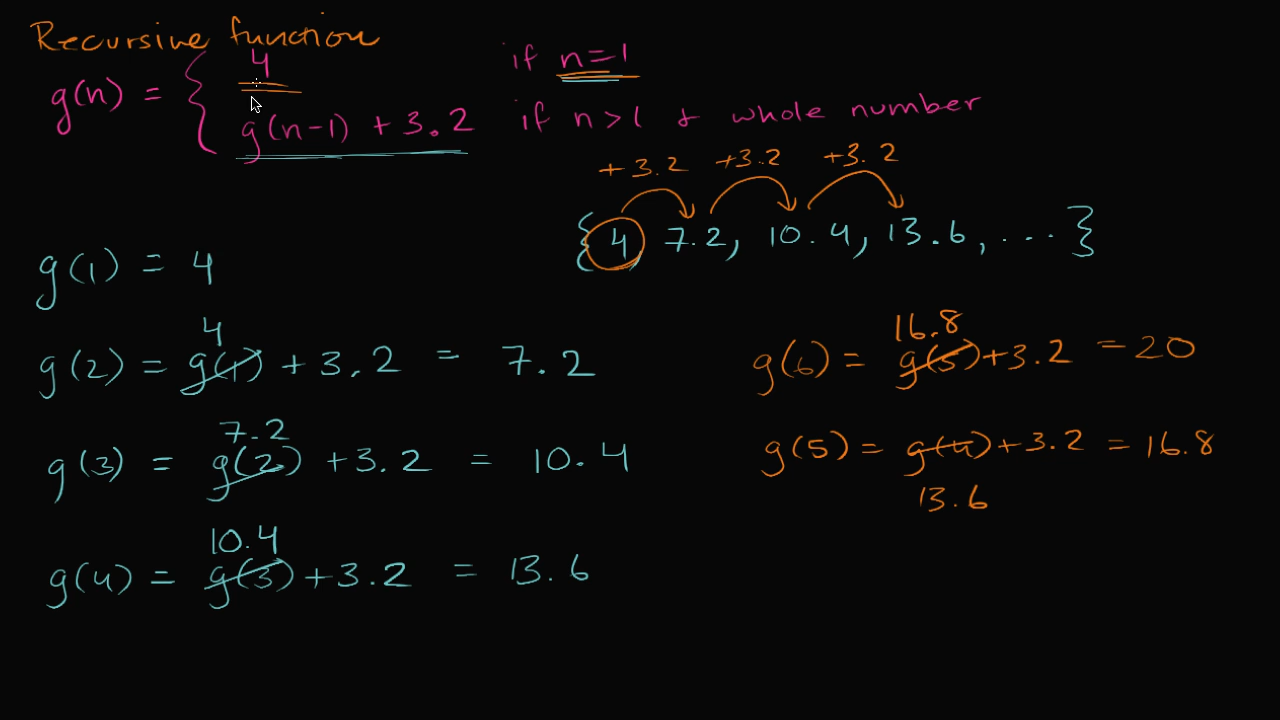 Recursive function
g(n) = { 4 if n=1
g(n-1) + 3.2 if n>1 & whole number
+3.2 +3.2 +3.2
{4 7.2, 10.4, 13.6, ...}
g(1) = 4
4
g(2) = g(1) + 3.2 = 7.2
7.2
g(3) = g(2) + 3.2 = 10.4
10.4
g(4) = g(3) + 3.2 = 13.6
16.8
g(6) = g(5) + 3.2 = 20
g(5) = g(4) + 3.2 = 16.8
13.6